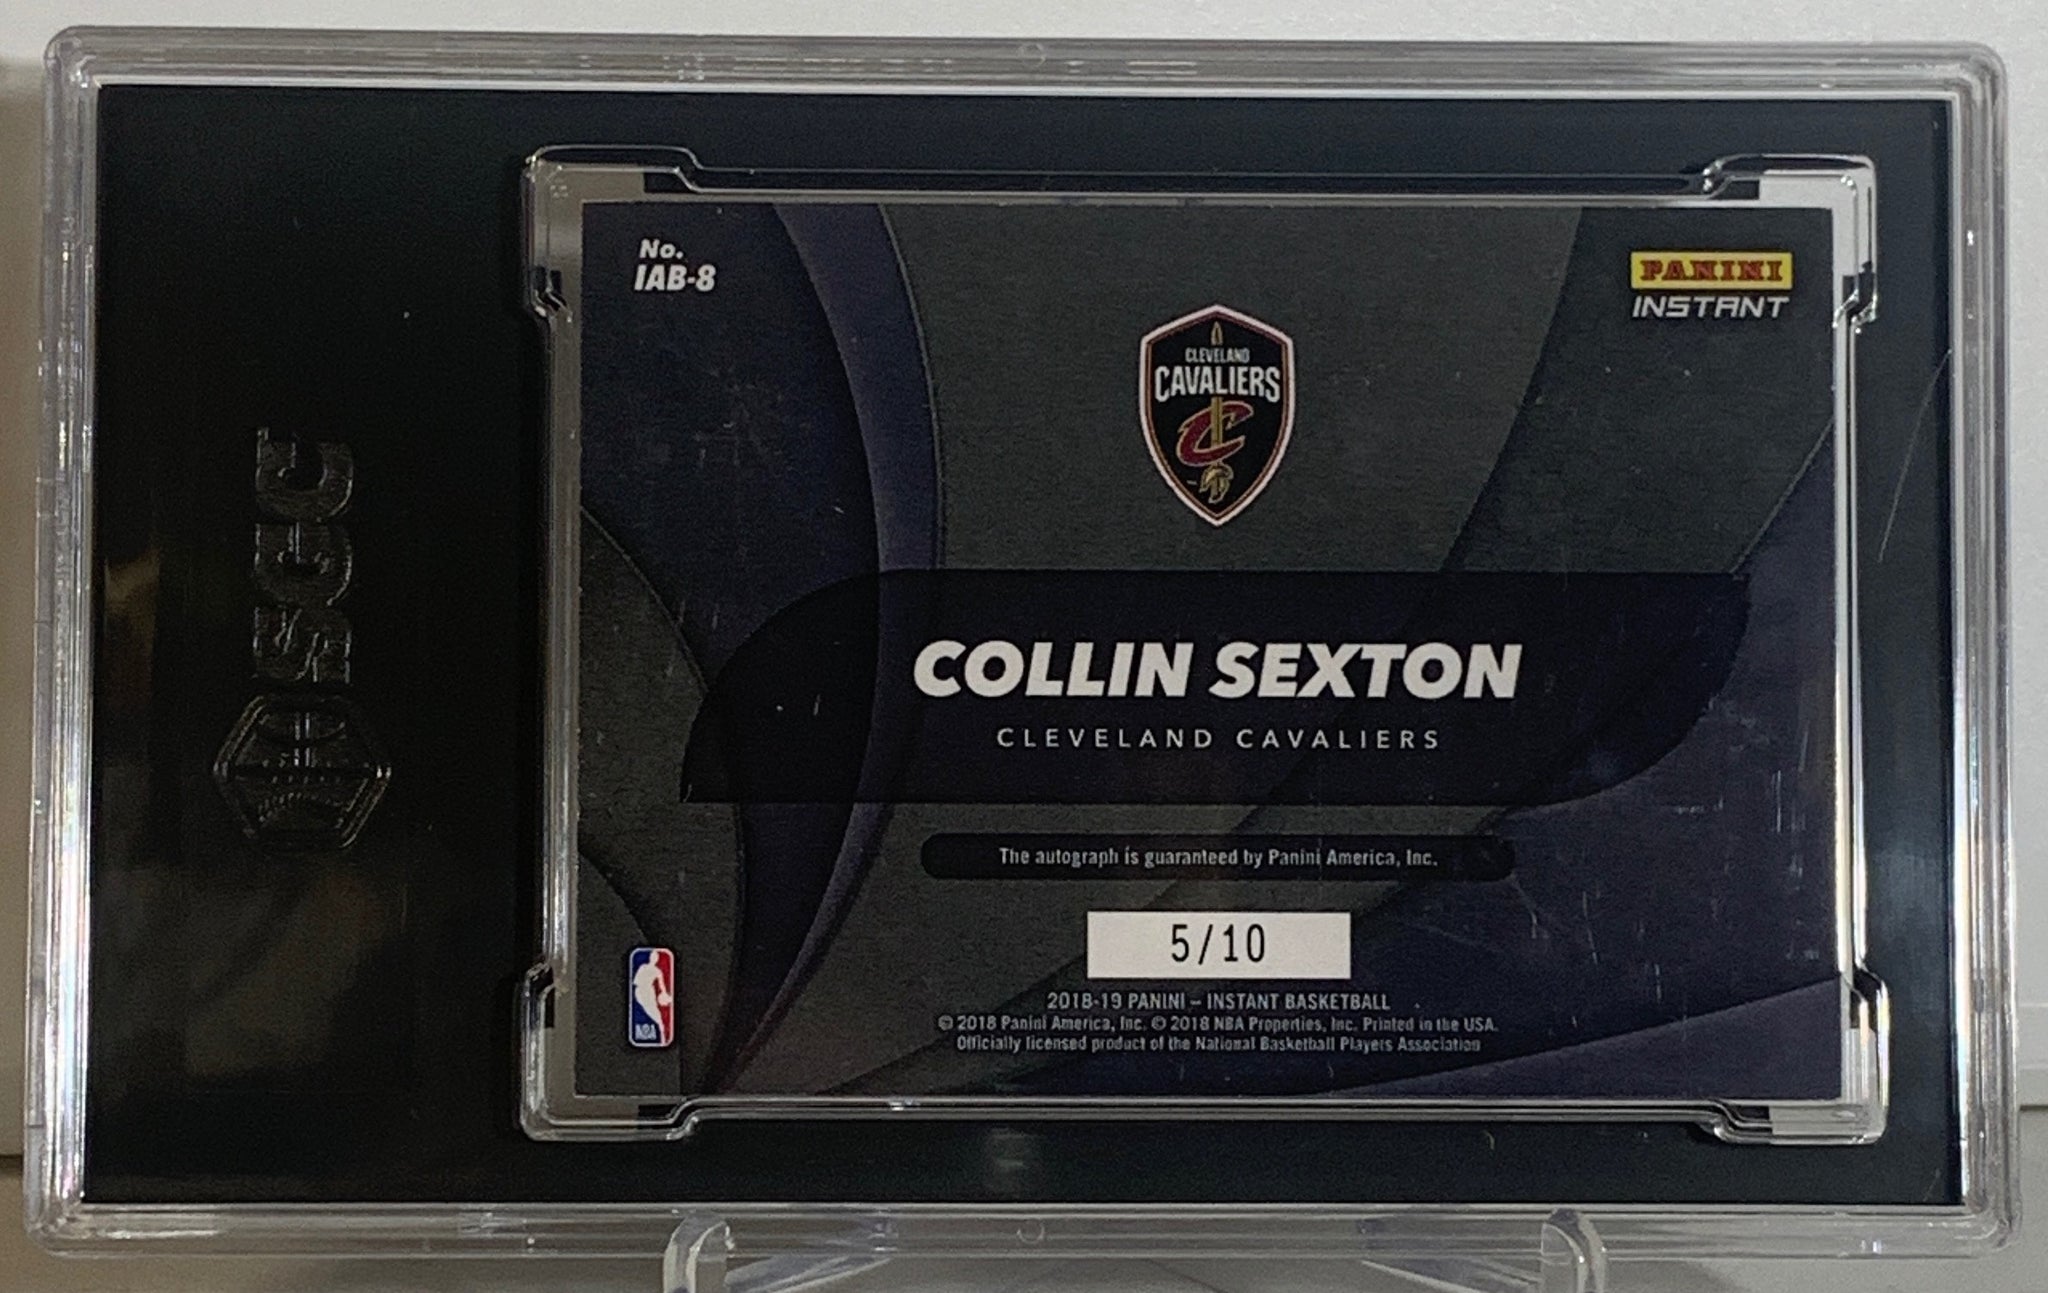 SGC
No.
IAB-8
PANINI
INSTANT
CLEVELAND
CAVALIERS
COLLIN SEXTON
CLEVELAND CAVALIERS
The autograph is guaranteed by Panini America, Inc.
5/10
NBA
2018-19 PANINI – INSTANT BASKETBALL
© 2018 Panini America, Inc. © 2018 NBA Properties, Inc. Printed in the USA.
Officially licensed product of the National Basketball Players Association